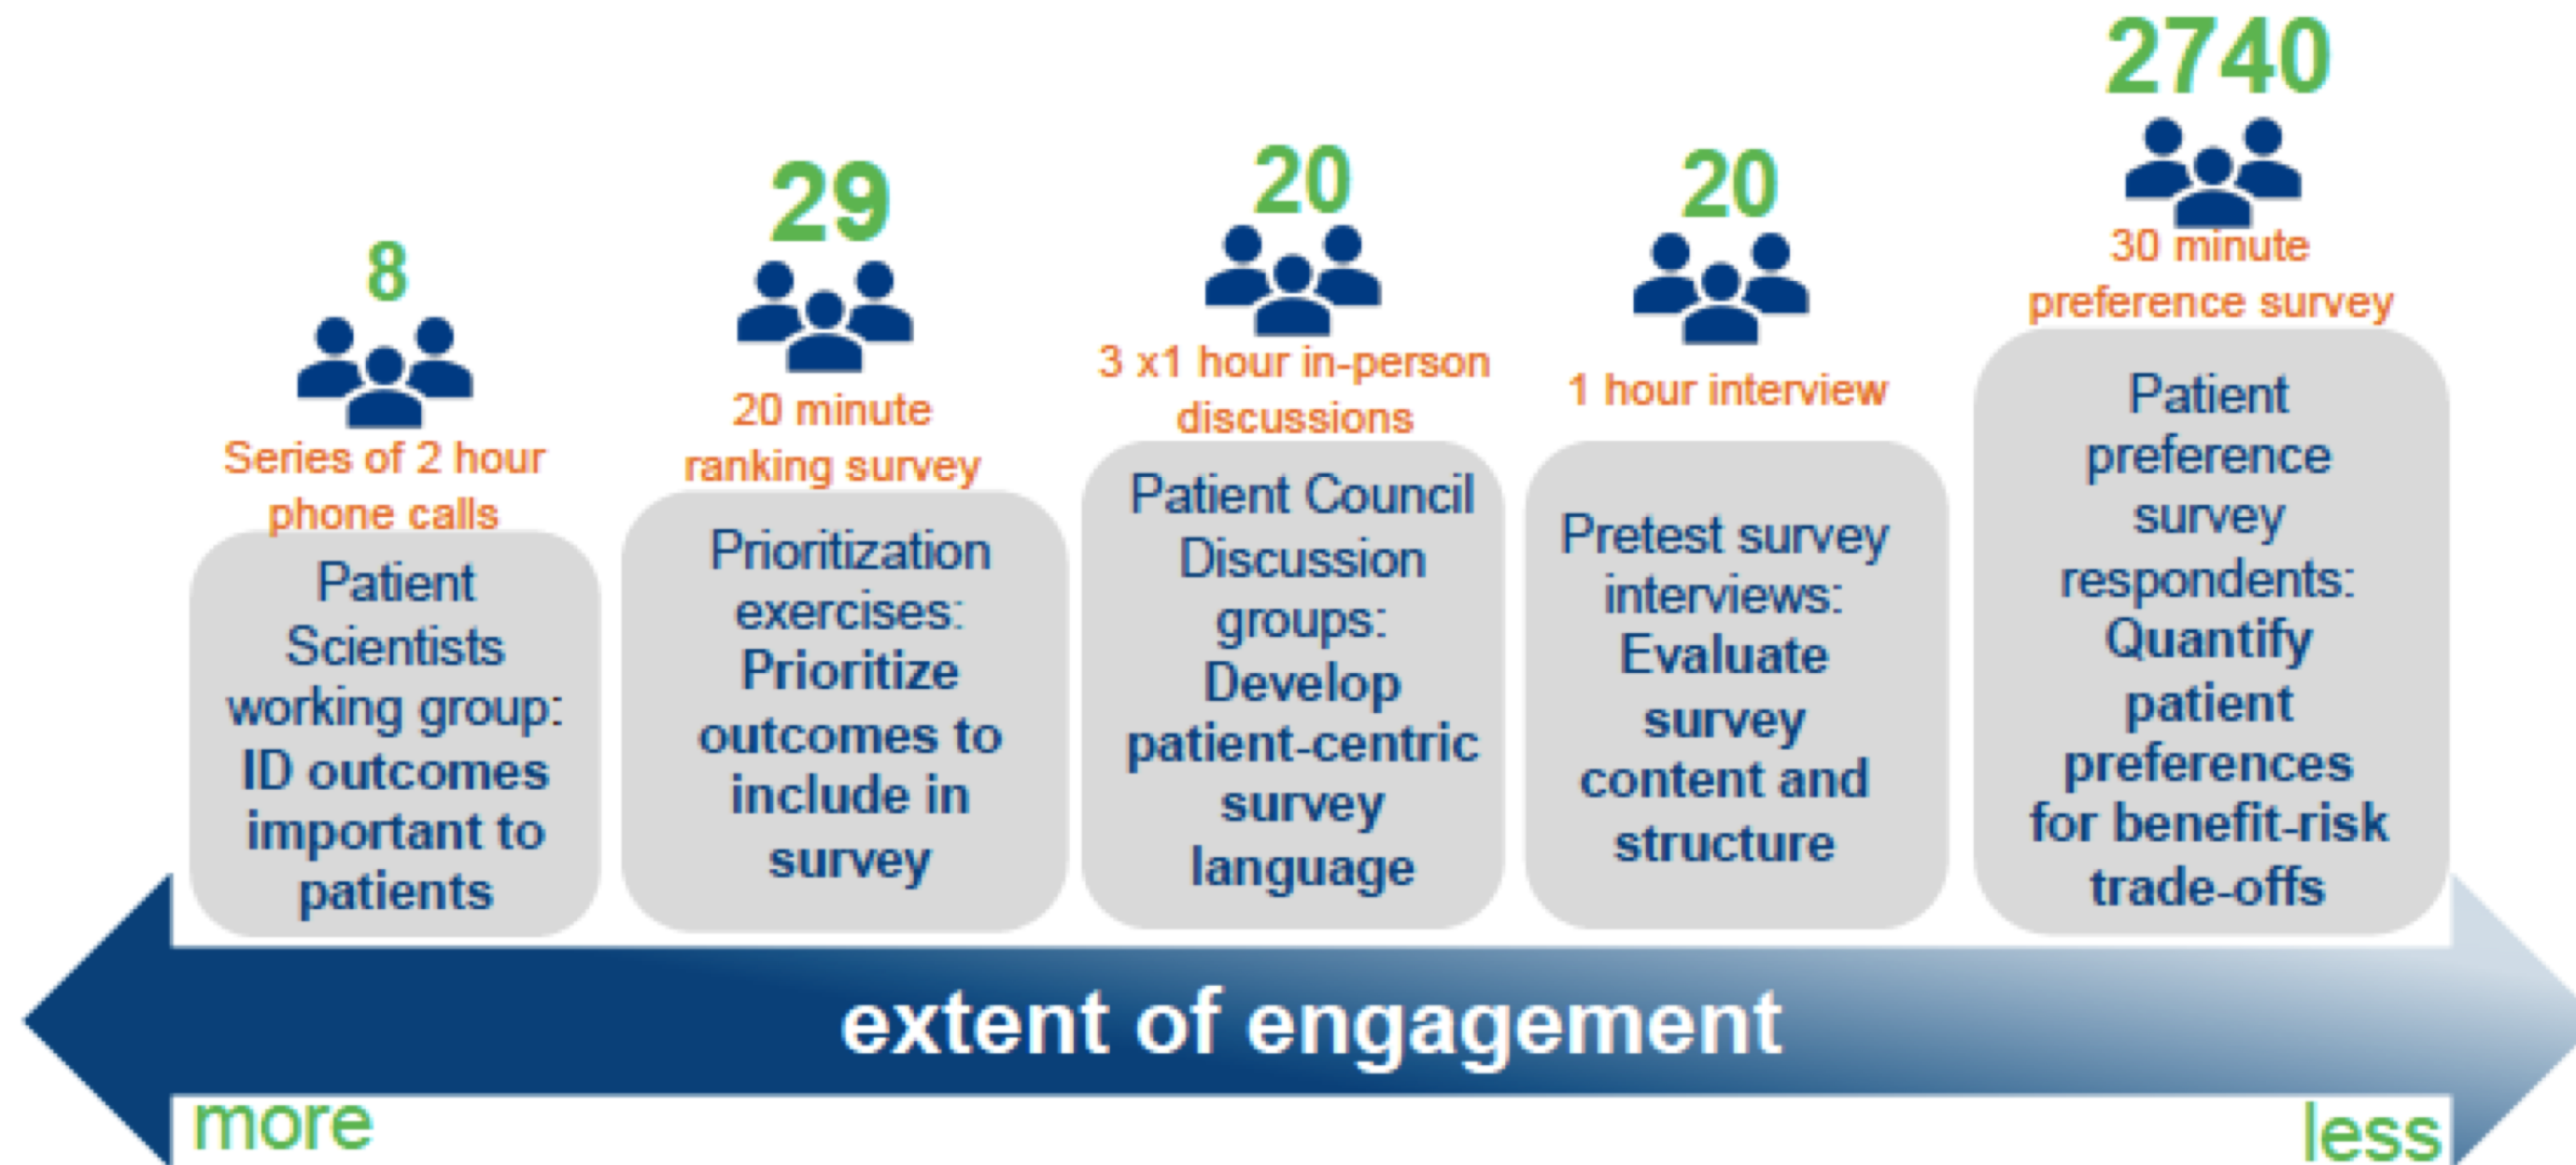 8
Series of 2 hour
phone calls
Patient
Scientists
working group:
ID outcomes
important to
patients
29
20 minute
ranking survey
Prioritization
exercises:
Prioritize
outcomes to
include in
survey
20
3 x1 hour in-person
discussions
Patient Council
Discussion
groups:
Develop
patient-centric
survey
language
20
1 hour interview
Pretest survey
interviews:
Evaluate
survey
content and
structure
2740
30 minute
preference survey
Patient
preference
survey
respondents:
Quantify
patient
preferences
for benefit-risk
trade-offs
extent of engagement
more
less